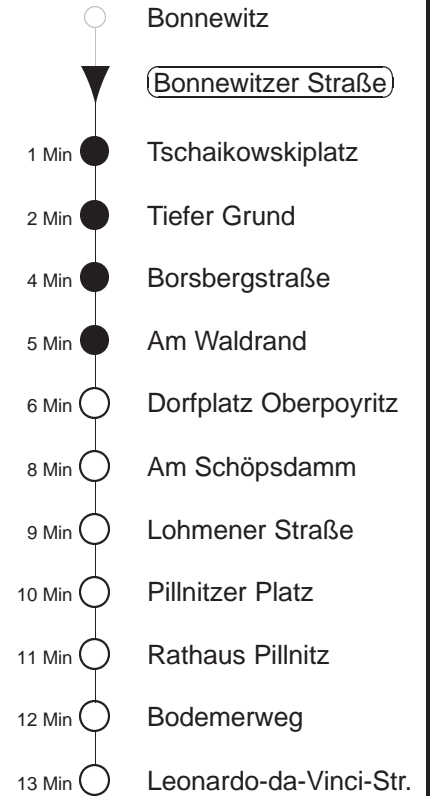 Bonnewitz
Bonnewitzer Straße
1 Min Tschaikowskiplatz
2 Min Tiefer Grund
4 Min Borsbergstraße
5 Min Am Waldrand
6 Min Dorfplatz Oberpoyritz
8 Min Am Schöpsdamm
9 Min Lohmener Straße
10 Min Pillnitzer Platz
11 Min Rathaus Pillnitz
12 Min Bodemerweg
13 Min Leonardo-da-Vinci-Str.